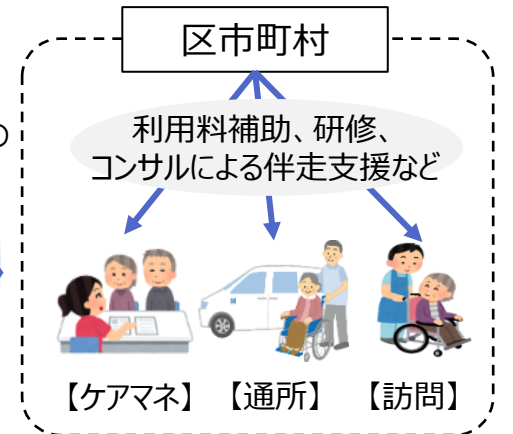 区市町村
の
利用料補助、研修、
コンサルによる伴走支援など
【ケアマネ】 【通所】 【訪問】